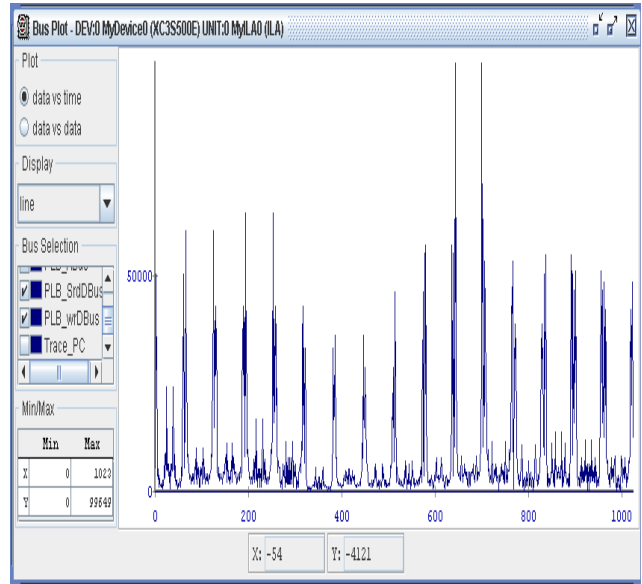 Bus Plot - DEV:0 MyDevice0 (XC3S500E) UNIT:0 MyILA0 (ILA)
Plot
data vs time
data vs data
Display
line
Bus Selection
PLB_SrdDBus
PLB_wrDBus
Trace_PC
Min/Max
Min Max
X 0 1023
Y 0 99649
50000
0
0 200 400 600 800 1000
X: -54 Y: -4121